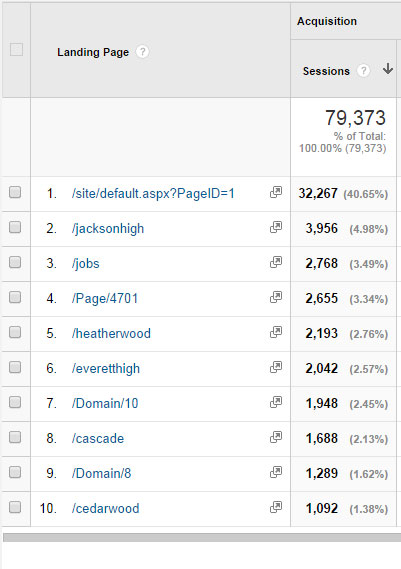 Acquisition
Landing Page ?
Sessions ?
79,373
% of Total:
100.00% (79,373)
1. /site/default.aspx?PageID=1 32,267 (40.65%)
2. /jacksonhigh 3,956 (4.98%)
3. /jobs 2,768 (3.49%)
4. /Page/4701 2,655 (3.34%)
5. /heatherwood 2,193 (2.76%)
6. /everetthigh 2,042 (2.57%)
7. /Domain/10 1,948 (2.45%)
8. /cascade 1,688 (2.13%)
9. /Domain/8 1,289 (1.62%)
10. /cedarwood 1,092 (1.38%)